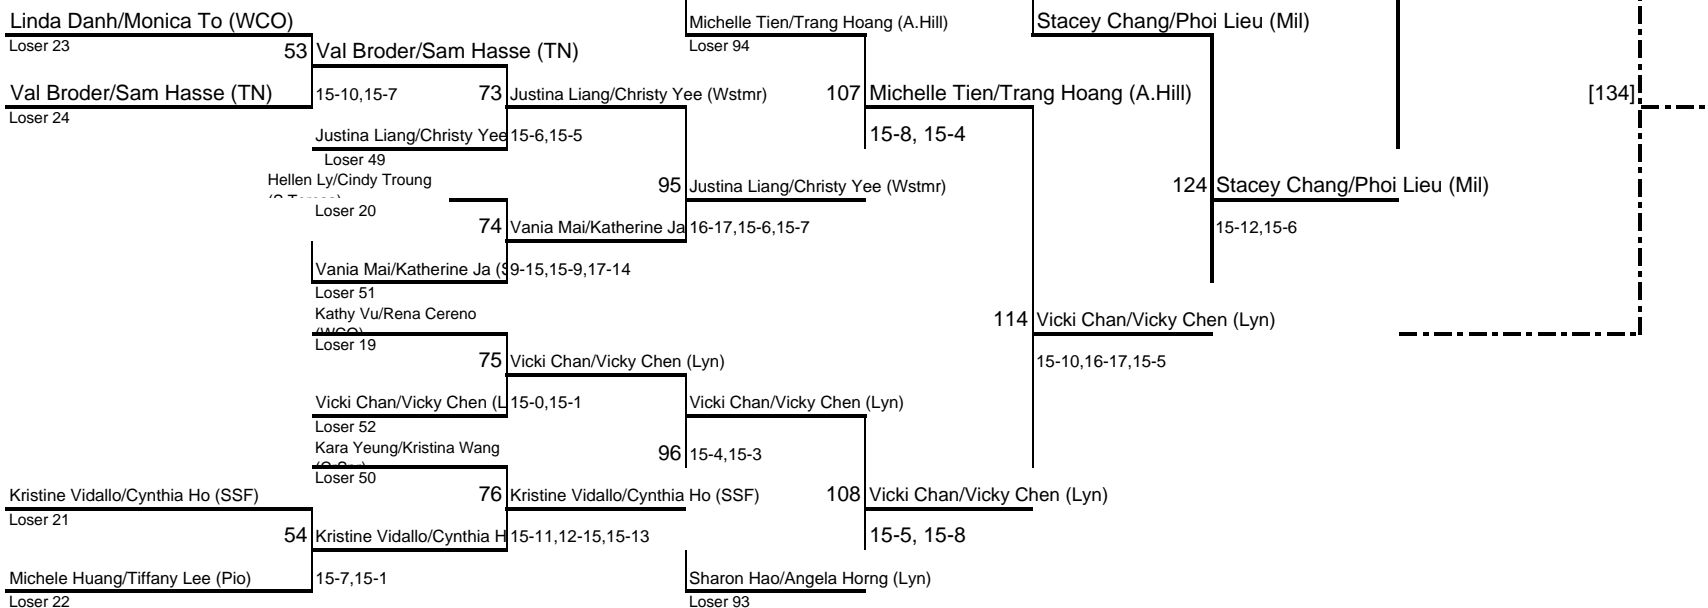 Linda Danh/Monica To (WCO)
Loser 23
53
Val Broder/Sam Hasse (TN)
Val Broder/Sam Hasse (TN)
Loser 24
15-10,15-7
73
Justina Liang/Christy Yee (Wstmr)
Justina Liang/Christy Yee
15-6,15-5
Loser 49
Hellen Ly/Cindy Troung
Loser 20
74
Vania Mai/Katherine Ja
Vania Mai/Katherine Ja (S
9-15,15-9,17-14
Loser 51
Kathy Vu/Rena Cereno
(WCO)
Loser 19
75
Vicki Chan/Vicky Chen (Lyn)
Vicki Chan/Vicky Chen (L
15-0,15-1
Loser 52
Kara Yeung/Kristina Wang
Loser 50
76
Kristine Vidallo/Cynthia Ho (SSF)
Kristine Vidallo/Cynthia Ho (SSF)
Loser 21
54
Kristine Vidallo/Cynthia H
15-11,12-15,15-13
Michele Huang/Tiffany Lee (Pio)
Loser 22
15-7,15-1
Michelle Tien/Trang Hoang (A.Hill)
Loser 94
107
Michelle Tien/Trang Hoang (A.Hill)
15-8, 15-4
95
Justina Liang/Christy Yee (Wstmr)
16-17,15-6,15-7
Vicki Chan/Vicky Chen (Lyn)
96
15-4,15-3
108
Vicki Chan/Vicky Chen (Lyn)
15-5, 15-8
Sharon Hao/Angela Horng (Lyn)
Loser 93
Stacey Chang/Phoi Lieu (Mil)
124
Stacey Chang/Phoi Lieu (Mil)
15-12,15-6
114
Vicki Chan/Vicky Chen (Lyn)
15-10,16-17,15-5
[134]